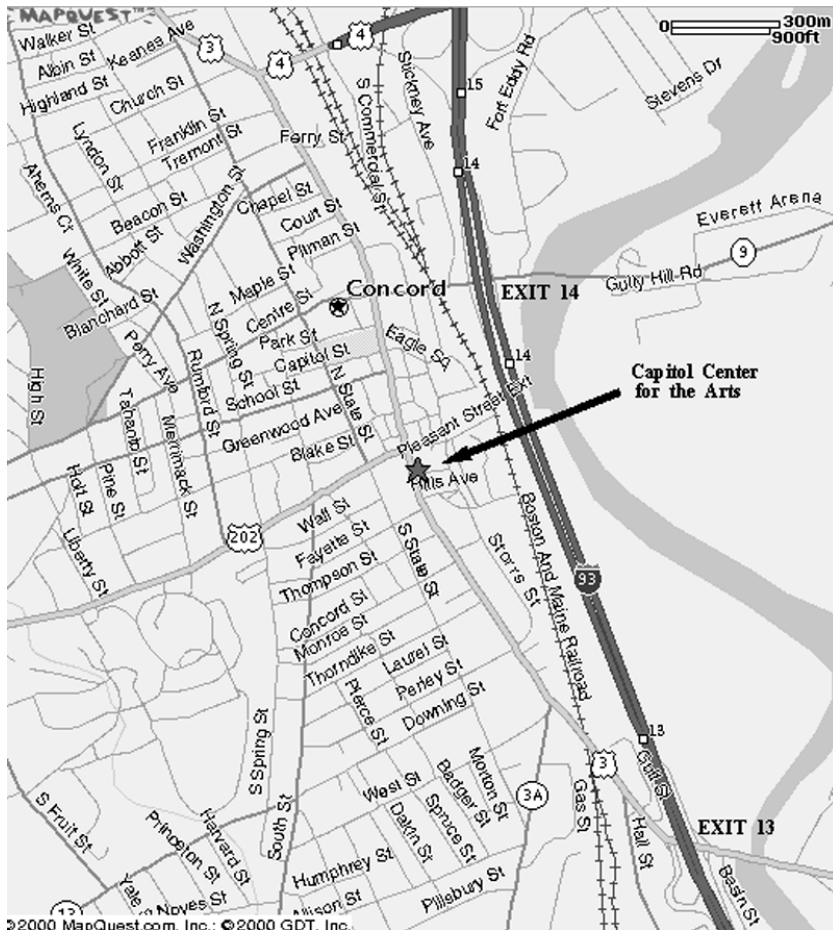 MAPQUEST™
0 300m
900ft
Walker St
Keanes Ave
3
4
4
Albin St
Highland St
Church St
S Commercial St
Stickney Ave
15
Fort Eddy Rd
Stevens Dr
Franklin St
Tremont St
Ferry St
Lyndon St
14
Ahems Ct
Washington St
Chapel St
Court St
Pitman St
Beacon St
Abbott St
Everett Arena
9
Gully Hill Rd
White St
Maple St
Concord
EXIT 14
Blanchard St
Centre St
N Spring St
Park St
Capitol St
Eagle SA
Perry Ave
14
Rumford St
High St
Capitol Center
for the Arts
School St
N State St
Tahanto St
Merrimack St
Greenwood Ave
Pleasant Street Ext
Blake St
Holt St
Pine St
Hills Ave
Wall St
202
Boston And Maine Railroad
Liberty St
Fayette St
S State St
Storrs St
Thompson St
93
Concord St
Monroe St
Thorndike St
Laurel St
Perley St
Pierce St
Downing St
S Spring St
13
3
Guld St
West St
Badger St
Morton St
3A
Gas St
S Fruit St
Princeton St
Harvard St
South St
Dakin St
Spruce St
Hall St
EXIT 13
Humphrey St
Basin St
Yale
Noyes St
Allison St
Pillsbury St
13
©2000 MapQuest.com, Inc.; ©2000 GDT, Inc.